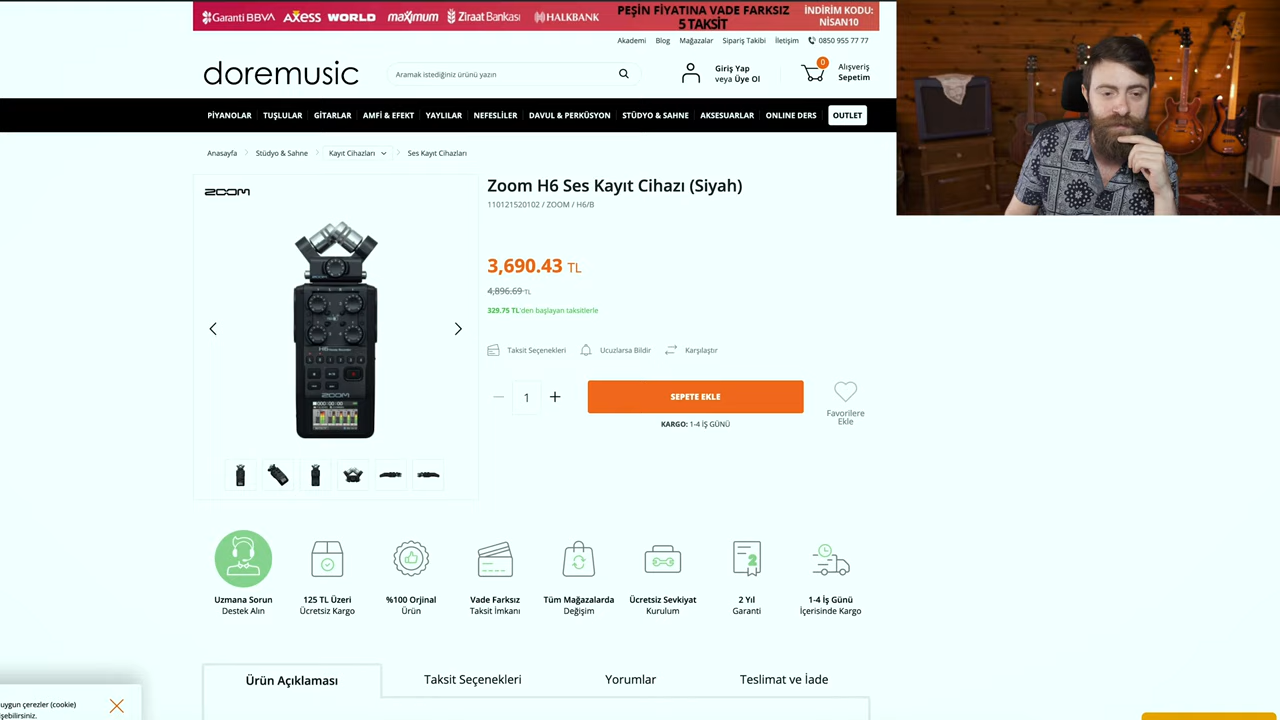 Garanti BBVA AXESS WORLD maximum Ziraat Bankası HALKBANK
PEŞİN FİYATINA VADE FARKSIZ
5 TAKSİT
İNDİRİM KODU:
NİSAN10
Akademi Blog Mağazalar Sipariş Takibi İletişim 0850 955 77 77
doremusic
Aramak istediğiniz ürünü yazın
Giriş Yap
veya Üye Ol
0
Alışveriş
Sepetim
PİYANOLAR TUŞLULAR GİTARLAR AMFİ & EFEKT YAYLILAR NEFESLİLER DAVUL & PERKÜSYON STÜDYO & SAHNE AKSESUARLAR ONLINE DERS OUTLET
Anasayfa Stüdyo & Sahne Kayıt Cihazları Ses Kayıt Cihazları
ZOOM
Zoom H6 Ses Kayıt Cihazı (Siyah)
110121520102 / ZOOM / H6/B
3,690.43 TL
4,896.69 TL
329.75 TL'den başlayan taksitlerle
Taksit Seçenekleri Ucuzlarsa Bildir Karşılaştır
1
SEPETE EKLE
KARGO: 1-4 İŞ GÜNÜ
Favorilere
Ekle
H6
ZOOM
Uzmana Sorun
Destek Alın
125 TL Üzeri
Ücretsiz Kargo
%100 Orjinal
Ürün
Vade Farksız
Taksit İmkanı
Tüm Mağazalarda
Değişim
Ücretsiz Sevkiyat
Kurulum
2
2 Yıl
Garanti
1-4 İş Günü
İçerisinde Kargo
Ürün Açıklaması Taksit Seçenekleri Yorumlar Teslimat ve İade
uygun çerezler (cookie)
şebilirsiniz.